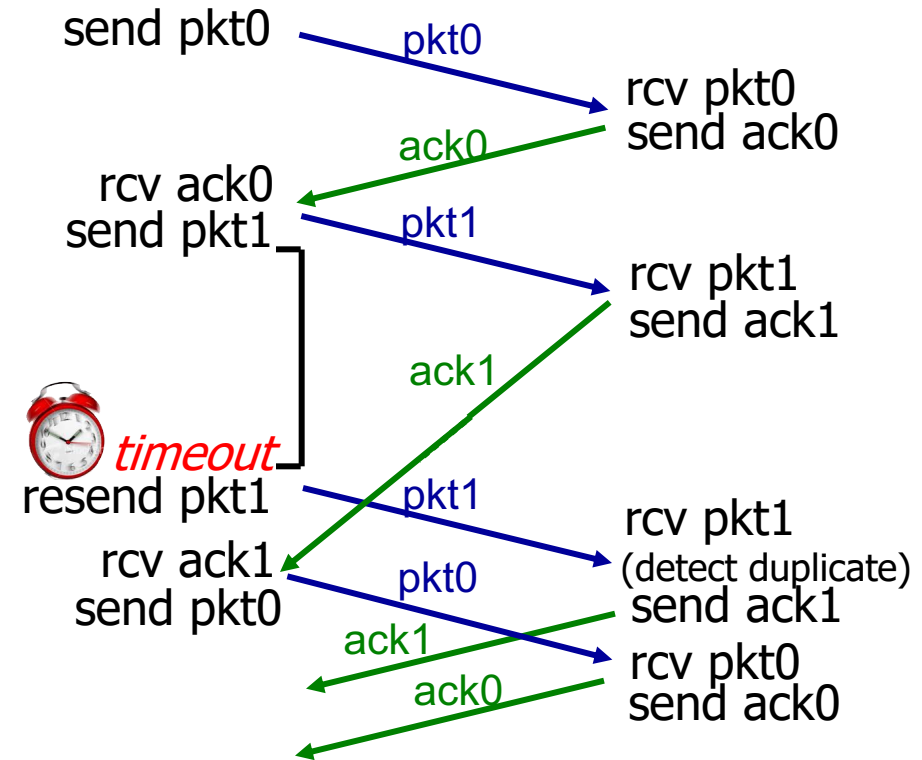 send pkt0
pkt0
rcv pkt0
send ack0
ack0
rcv ack0
send pkt1
pkt1
rcv pkt1
send ack1
ack1
timeout
resend pkt1
pkt1
rcv pkt1
(detect duplicate)
send ack1
rcv ack1
send pkt0
pkt0
ack1
rcv pkt0
send ack0
ack0